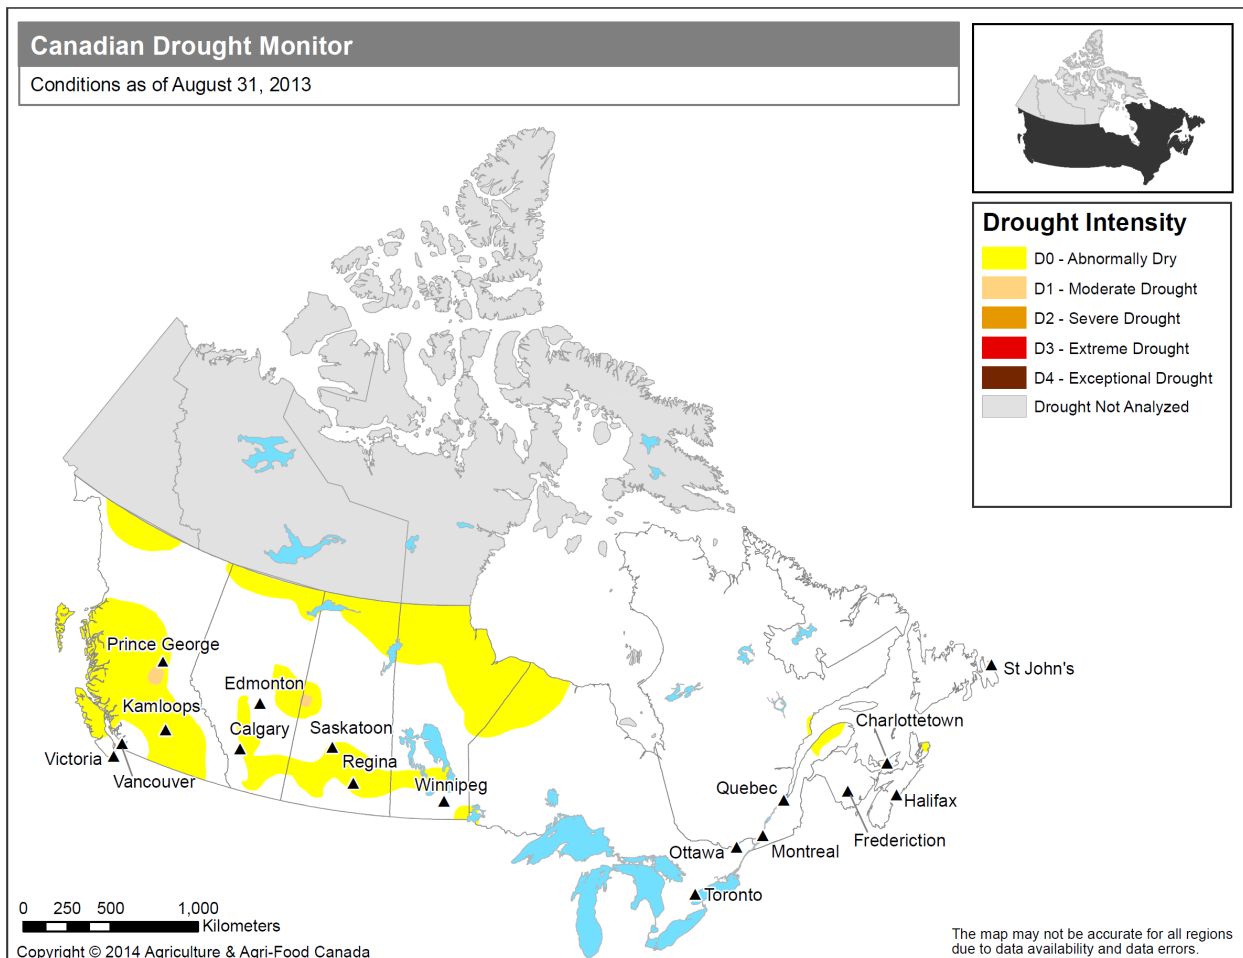 Canadian Drought Monitor
Conditions as of August 31, 2013
Drought Intensity
D0 - Abnormally Dry
D1 - Moderate Drought
D2 - Severe Drought
D3 - Extreme Drought
D4 - Exceptional Drought
Drought Not Analyzed
Prince George
Edmonton
Kamloops
Calgary
Saskatoon
Regina
Victoria
Vancouver
Winnipeg
St John's
Charlottetown
Quebec
Halifax
Frederiction
Ottawa
Montreal
Toronto
0 250 500 1,000
Kilometers
Copyright © 2014 Agriculture & Agri-Food Canada
The map may not be accurate for all regions
due to data availability and data errors.